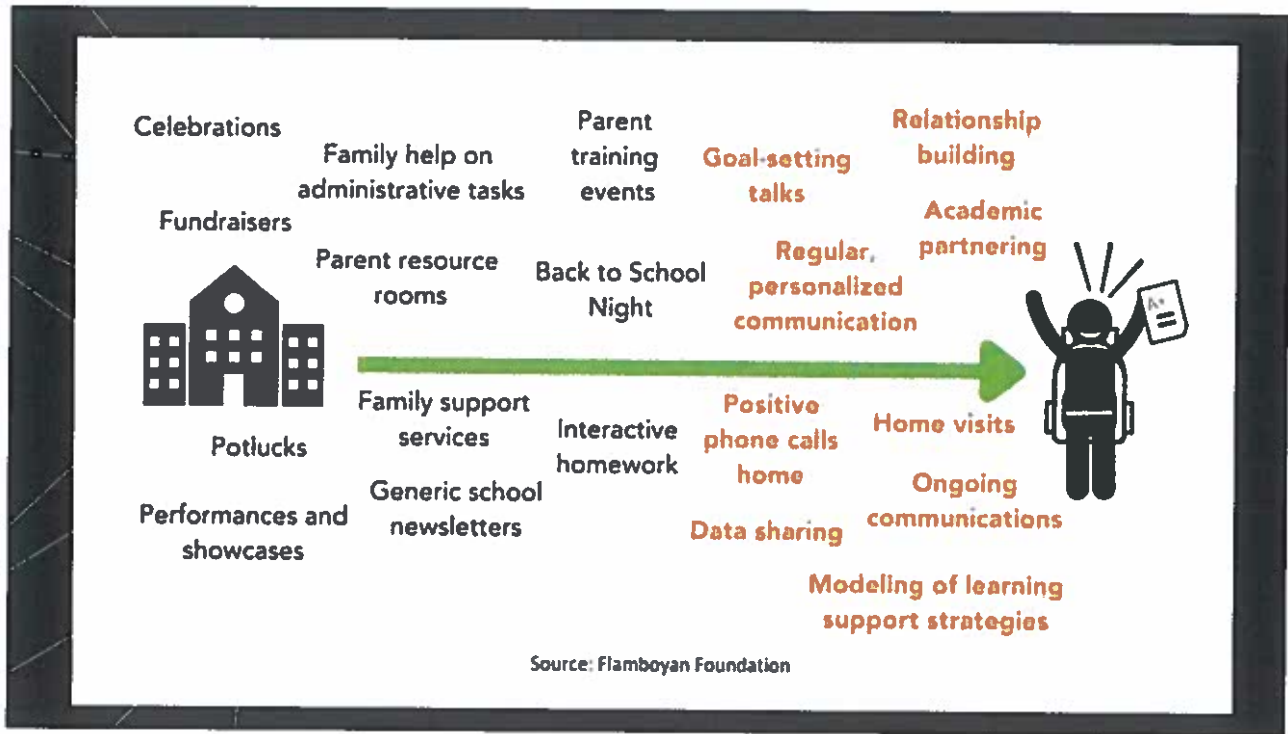 Celebrations
Family help on
administrative tasks
Parent
training
events
Goal-setting
talks
Relationship
building
Fundraisers
Academic
partnering
Parent resource
rooms
Back to School
Night
Regular,
personalized
communication
A+
Family support
services
Potlucks
Interactive
homework
Positive
phone calls
home
Home visits
Performances and
showcases
Generic school
newsletters
Data sharing
Ongoing
communications
Modeling of learning
support strategies
Source: Flamboyan Foundation